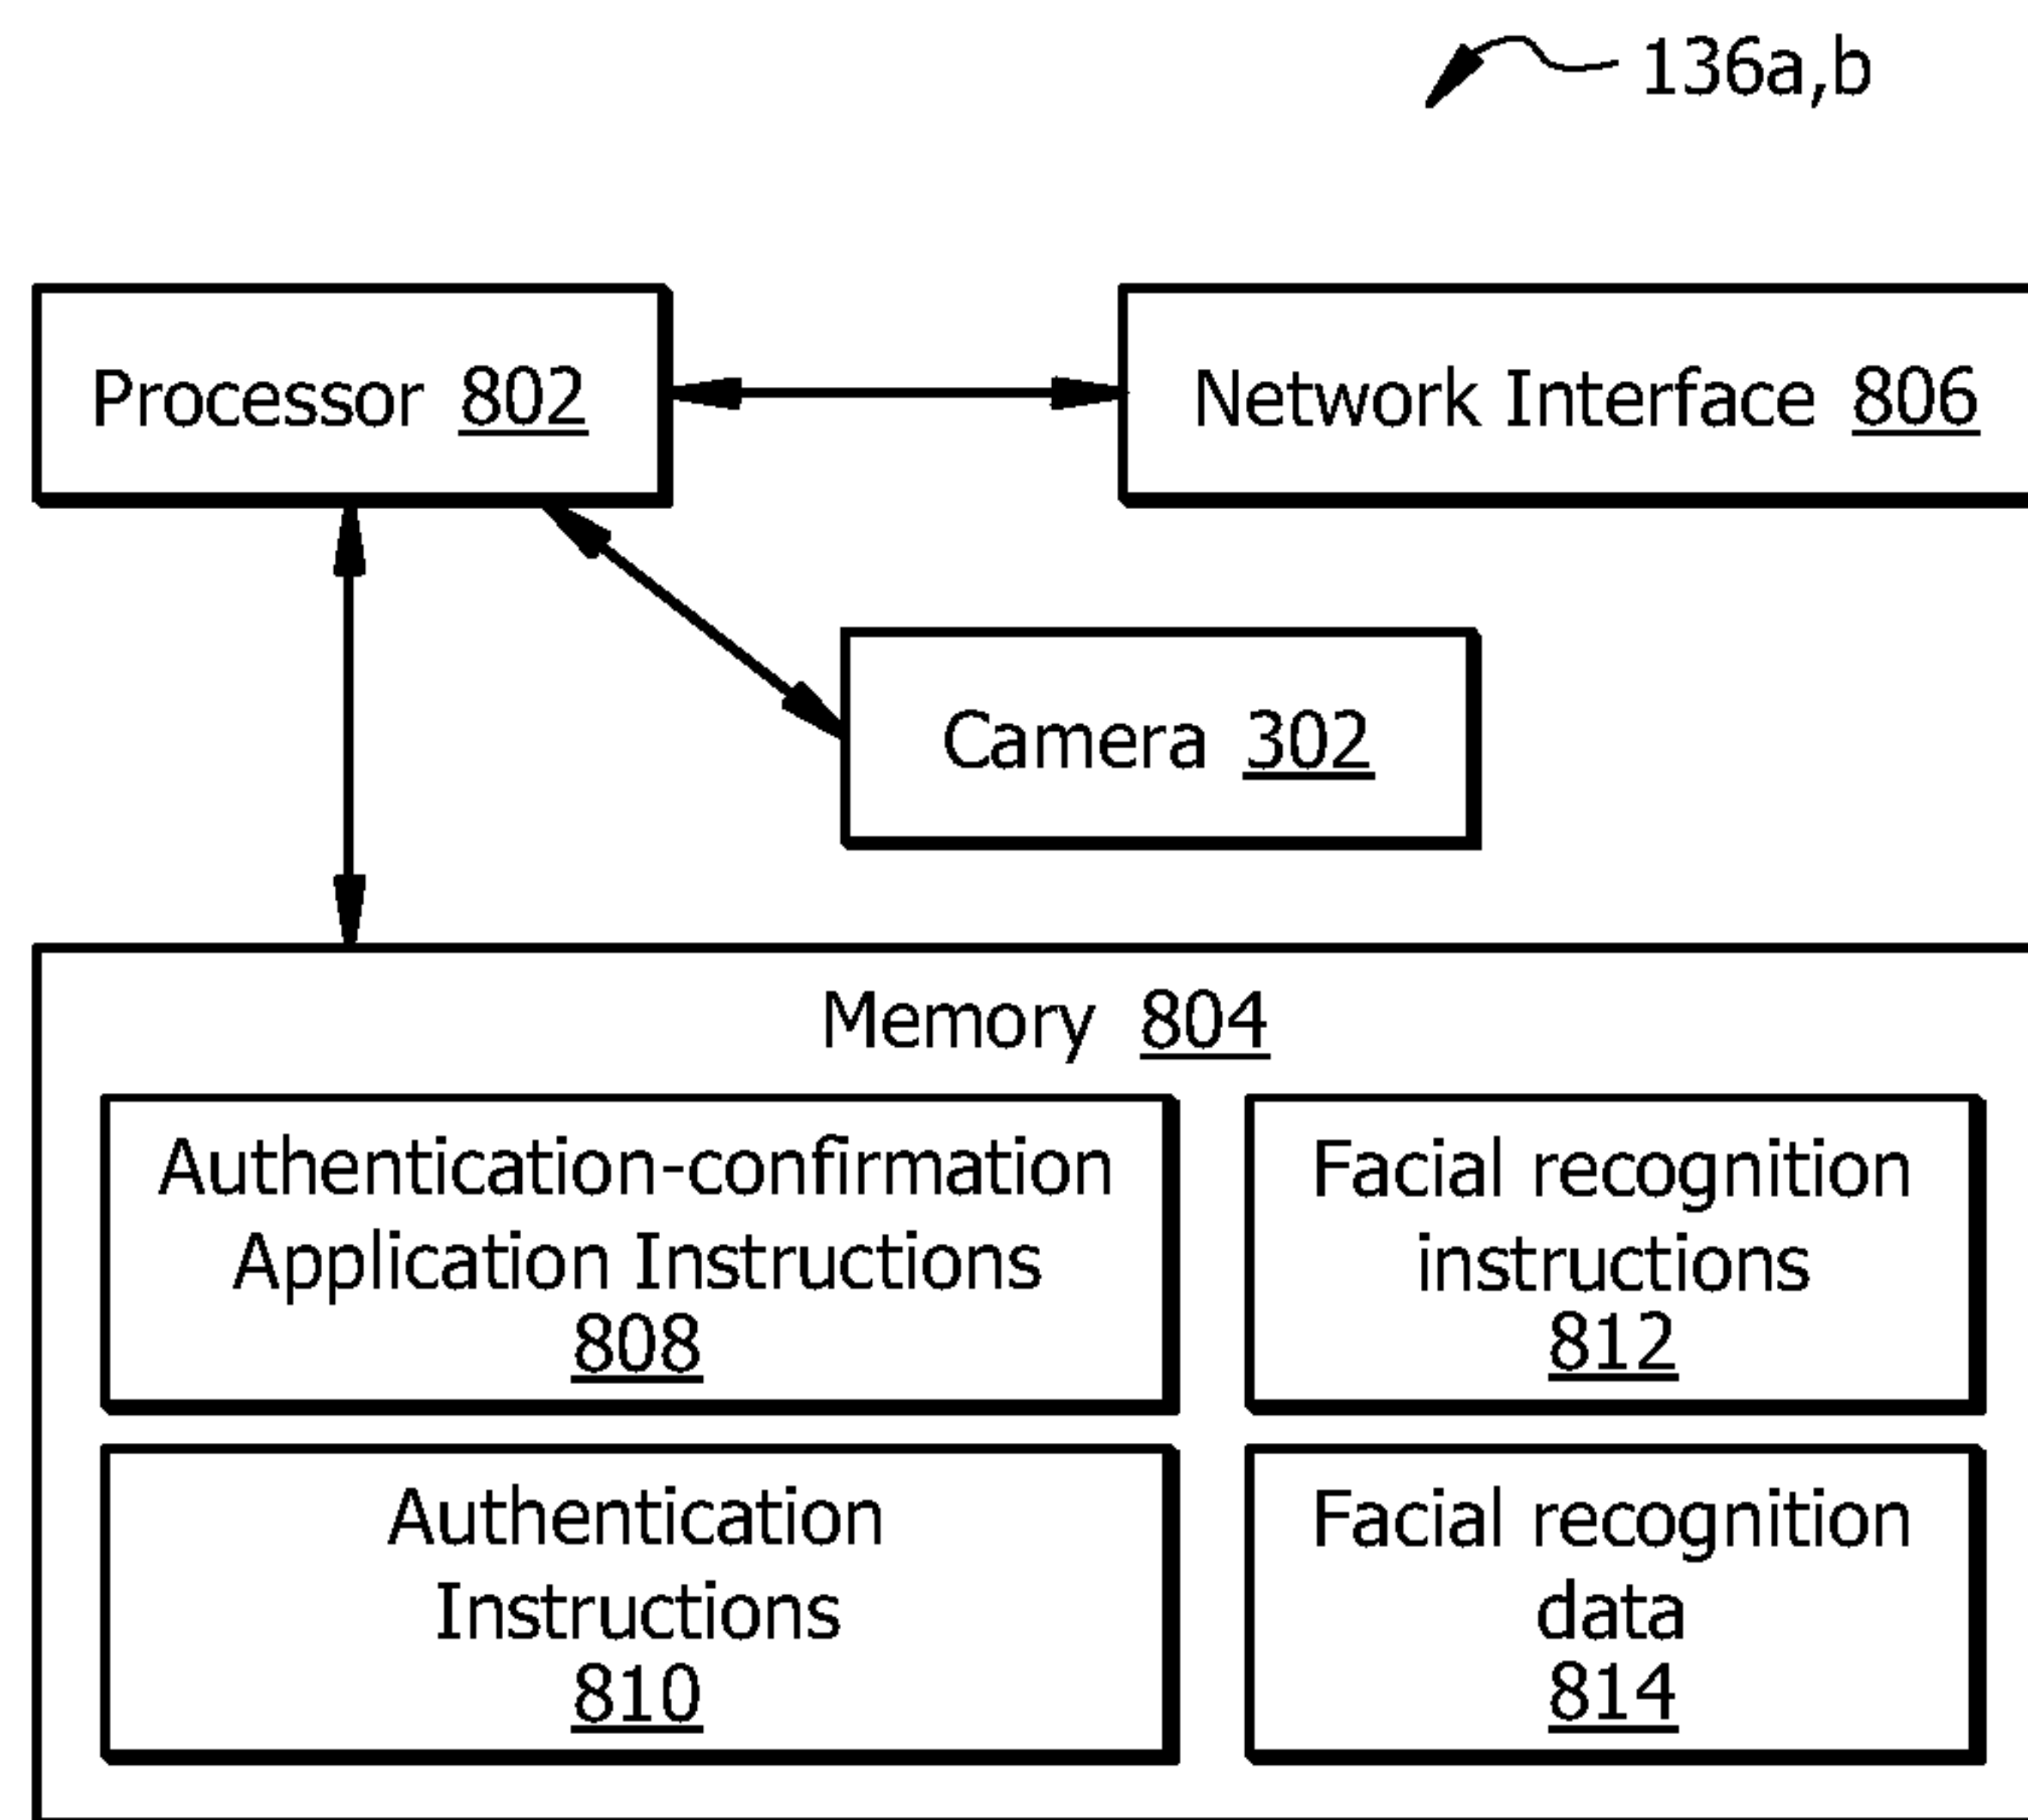 136a,b
Processor 802
Network Interface 806
Camera 302
Memory 804
Authentication-confirmation
Application Instructions
808
Facial recognition
instructions
812
Authentication
Instructions
810
Facial recognition
data
814